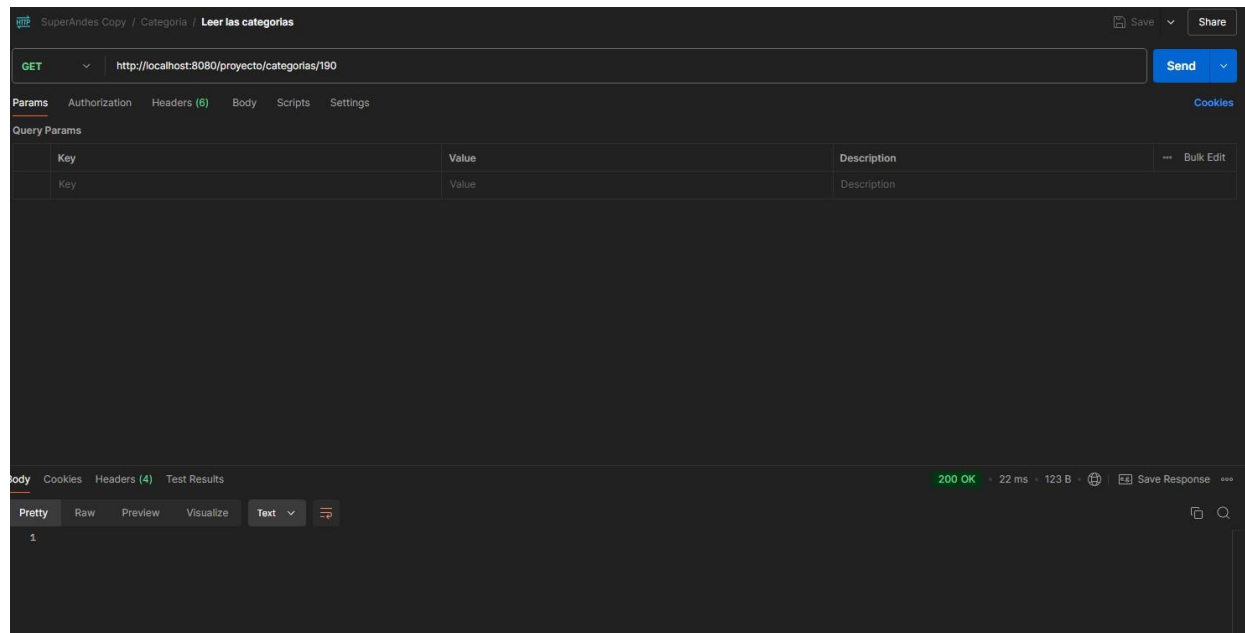 HTTP SuperAndes Copy / Categoria / Leer las categorias Save Share
GET http://localhost:8080/proyecto/categorias/190 Send
Params Authorization Headers (6) Body Scripts Settings Cookies
Query Params
Key Value Description ••• Bulk Edit
Key Value Description
Body Cookies Headers (4) Test Results 200 OK • 22 ms • 123 B • e.g. Save Response •••
Pretty Raw Preview Visualize Text
1